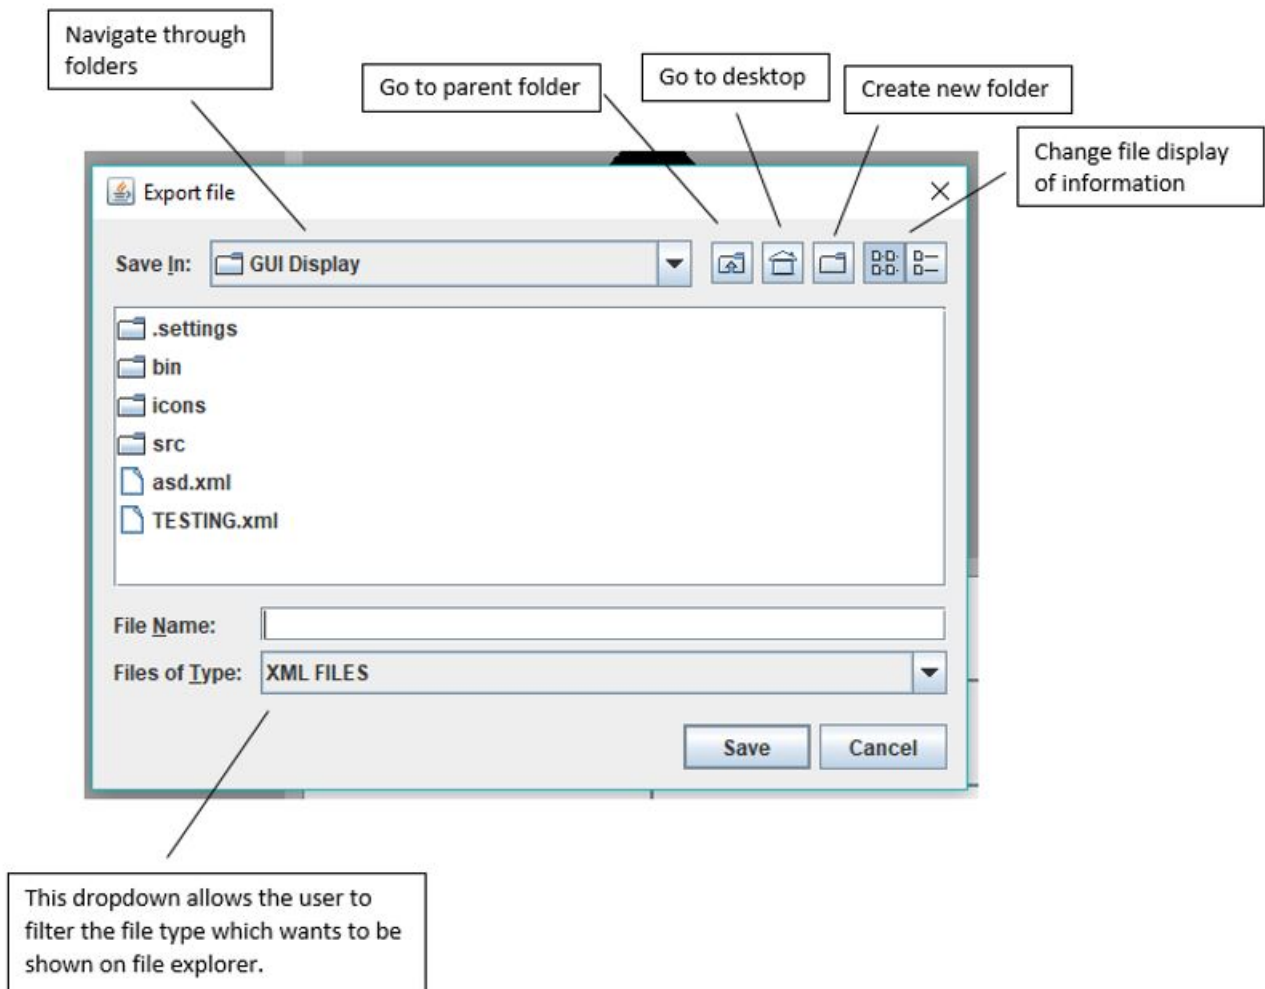 Navigate through
folders
Go to parent folder
Go to desktop
Create new folder
Change file display
of information
Export file
Save In:
GUI Display
.settings
bin
icons
src
asd.xml
TESTING.xml
File Name:
Files of Type:
XML FILES
Save
Cancel
This dropdown allows the user to
filter the file type which wants to be
shown on file explorer.